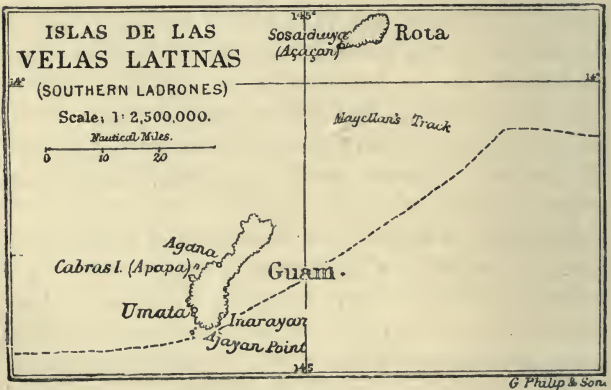 ISLAS DE LAS
VELAS LATINAS
(SOUTHERN LADRONES)
Scale; 1:2,500,000.
Nautical Miles.
0 10 20
145°
Sosanduya
(Açaçan)
Rota
14°
14°
Magellan's Track
Agana
Cabras I. (Apapa)
Guam.
Umata
Inarayan
Ajayan Point
145
G Philip & Son.